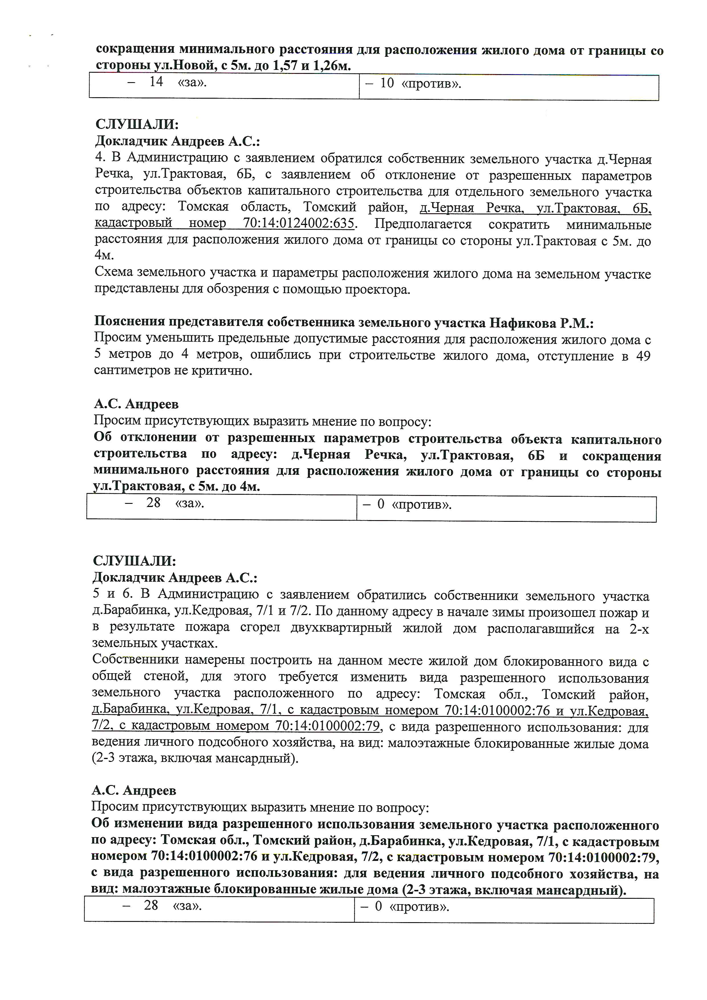 сокращения минимального расстояния для расположения жилого дома от границы со
стороны ул.Новой, с 5м. до 1,57 и 1,26м.
– 14 «за». – 10 «против».
СЛУШАЛИ:
Докладчик Андреев А.С.:
4. В Администрацию с заявлением обратился собственник земельного участка д.Черная
Речка, ул.Трактовая, 6Б, с заявлением об отклонение от разрешенных параметров
строительства объектов капитального строительства для отдельного земельного участка
по адресу: Томская область, Томский район, д.Черная Речка, ул.Трактовая, 6Б,
кадастровый номер 70:14:0124002:635. Предполагается сократить минимальные
расстояния для расположения жилого дома от границы со стороны ул.Трактовая с 5м. до
4м.
Схема земельного участка и параметры расположения жилого дома на земельном участке
представлены для обозрения с помощью проектора.
Пояснения представителя собственника земельного участка Нафикова Р.М.:
Просим уменьшить предельные допустимые расстояния для расположения жилого дома с
5 метров до 4 метров, ошиблись при строительстве жилого дома, отступление в 49
сантиметров не критично.
А.С. Андреев
Просим присутствующих выразить мнение по вопросу:
Об отклонении от разрешенных параметров строительства объекта капитального
строительства по адресу: д.Черная Речка, ул.Трактовая, 6Б и сокращения
минимального расстояния для расположения жилого дома от границы со стороны
ул.Трактовая, с 5м. до 4м.
– 28 «за». – 0 «против».
СЛУШАЛИ:
Докладчик Андреев А.С.:
5 и 6. В Администрацию с заявлением обратились собственники земельного участка
д.Барабинка, ул.Кедровая, 7/1 и 7/2. По данному адресу в начале зимы произошел пожар и
в результате пожара сгорел двухквартирный жилой дом располагавшийся на 2-х
земельных участках.
Собственники намерены построить на данном месте жилой дом блокированного вида с
общей стеной, для этого требуется изменить вида разрешенного использования
земельного участка расположенного по адресу: Томская обл., Томский район,
д.Барабинка, ул.Кедровая, 7/1, с кадастровым номером 70:14:0100002:76 и ул.Кедровая,
7/2, с кадастровым номером 70:14:0100002:79, с вида разрешенного использования: для
ведения личного подсобного хозяйства, на вид: малоэтажные блокированные жилые дома
(2-3 этажа, включая мансардный).
А.С. Андреев
Просим присутствующих выразить мнение по вопросу:
Об изменении вида разрешенного использования земельного участка расположенного
по адресу: Томская обл., Томский район, д.Барабинка, ул.Кедровая, 7/1, с кадастровым
номером 70:14:0100002:76 и ул.Кедровая, 7/2, с кадастровым номером 70:14:0100002:79,
с вида разрешенного использования: для ведения личного подсобного хозяйства, на
вид: малоэтажные блокированные жилые дома (2-3 этажа, включая мансардный).
– 28 «за». – 0 «против».